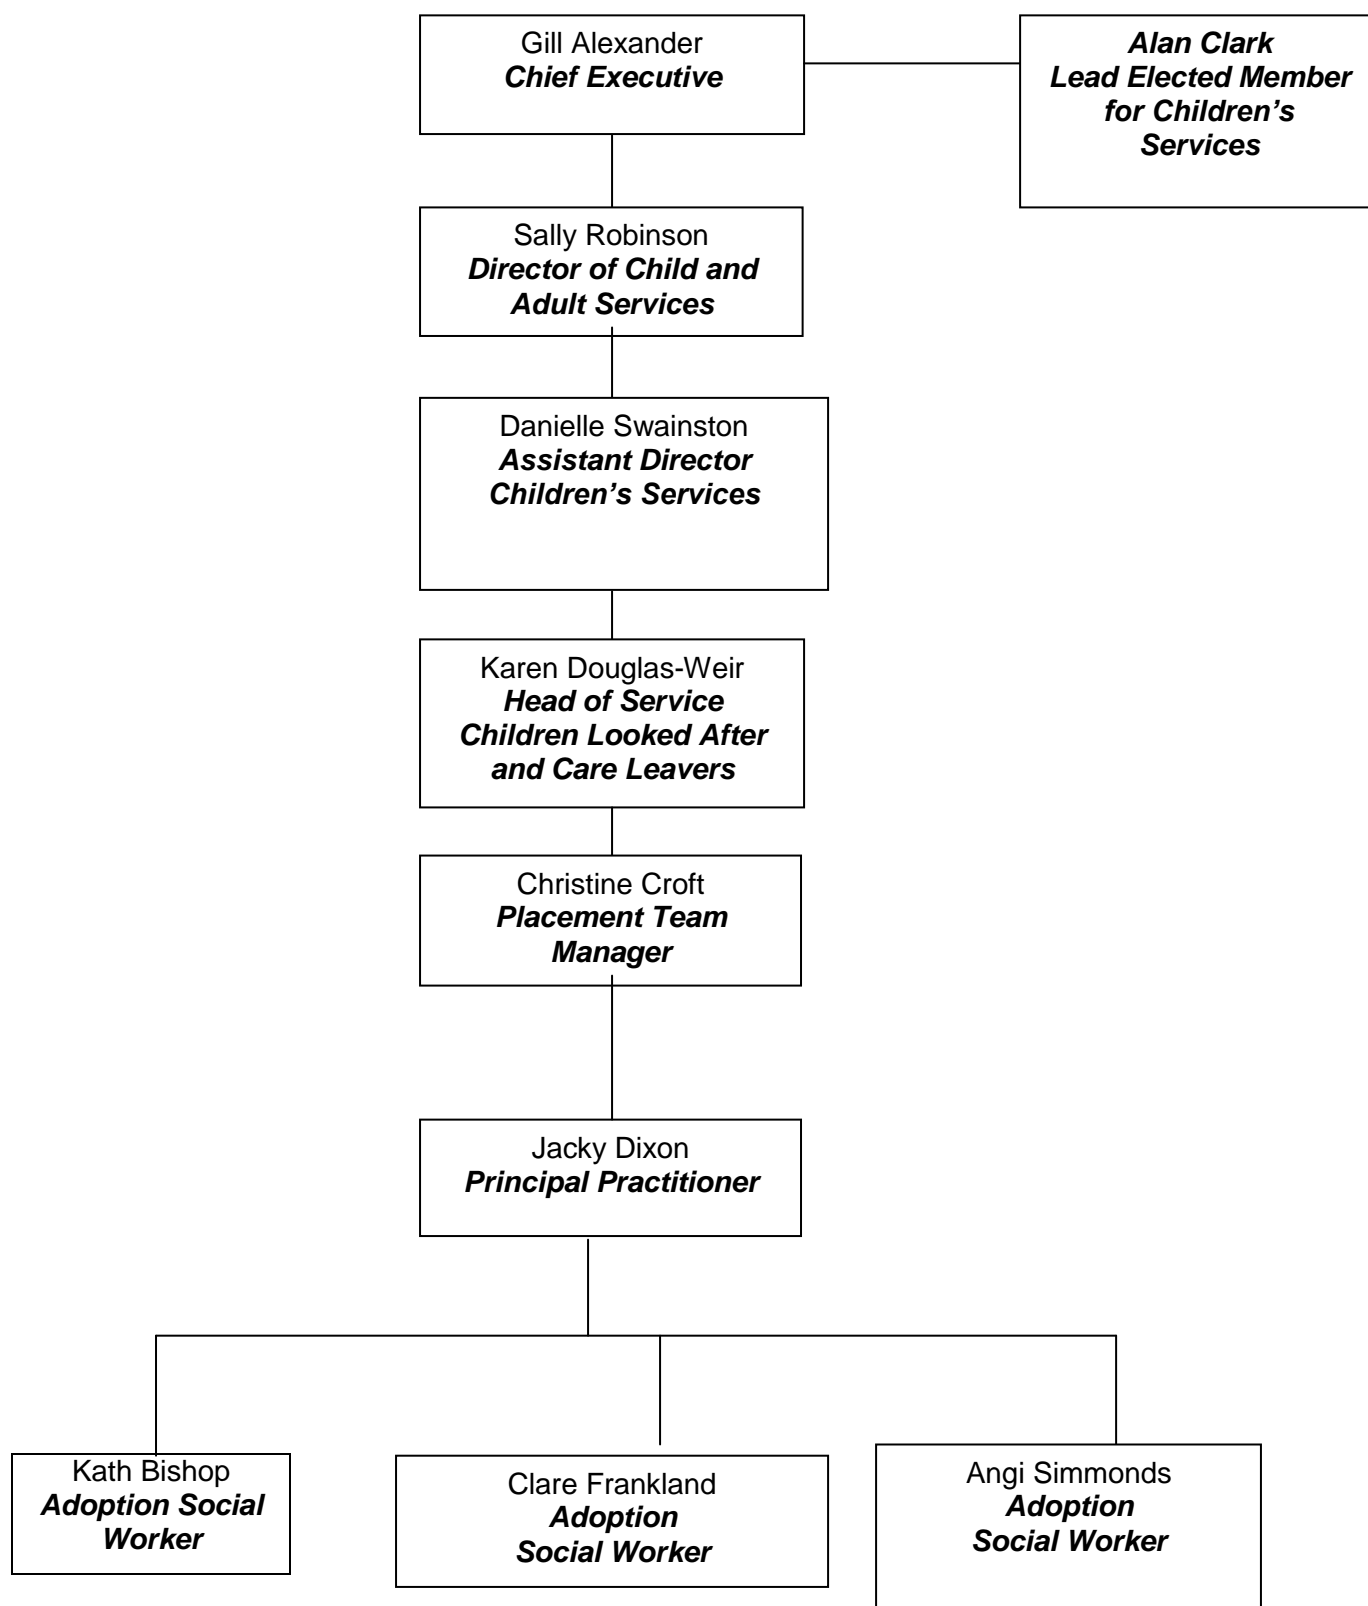 Gill Alexander
Chief Executive
Alan Clark
Lead Elected Member
for Children’s
Services
Sally Robinson
Director of Child and
Adult Services
Danielle Swainston
Assistant Director
Children’s Services
Karen Douglas-Weir
Head of Service
Children Looked After
and Care Leavers
Christine Croft
Placement Team
Manager
Jacky Dixon
Principal Practitioner
Kath Bishop
Adoption Social
Worker
Clare Frankland
Adoption
Social Worker
Angi Simmonds
Adoption
Social Worker